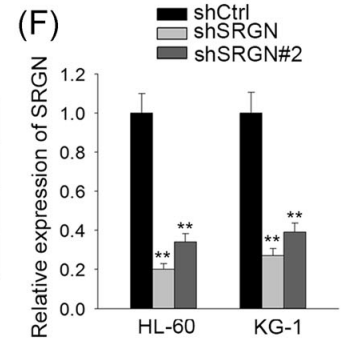 (F)
shCtrl
shSRGN
shSRGN#2
Relative expression of SRGN
1.2
1.0
0.8
0.6
0.4
0.2
0.0
**
**
**
**
HL-60
KG-1